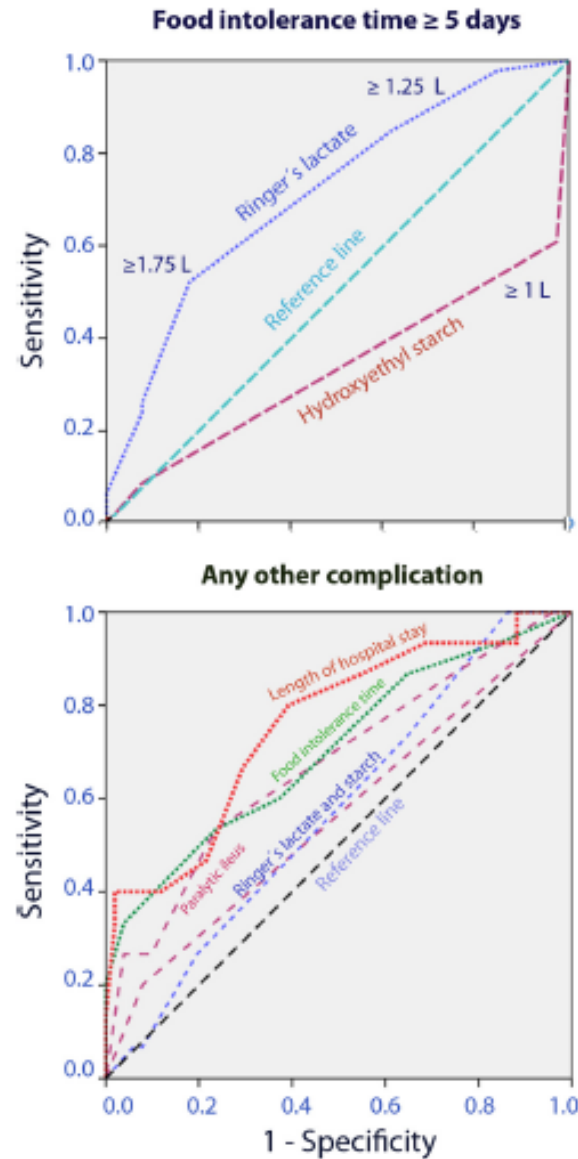 Food intolerance time ≥ 5 days
1.0
≥ 1.25 L
0.8
Ringer´s lactate
0.6
≥1.75 L
Reference line
≥ 1 L
Sensitivity
0.4
Hydroxyethyl starch
0.2
0.0
Any other complication
1.0
Length of hospital stay
0.8
Food intolerance time
0.6
Ringer´s lactate and starch
Reference line
Paralytic ileus
Sensitivity
0.4
0.2
0.0
0.0 0.2 0.4 0.6 0.8 1.0
1 - Specificity